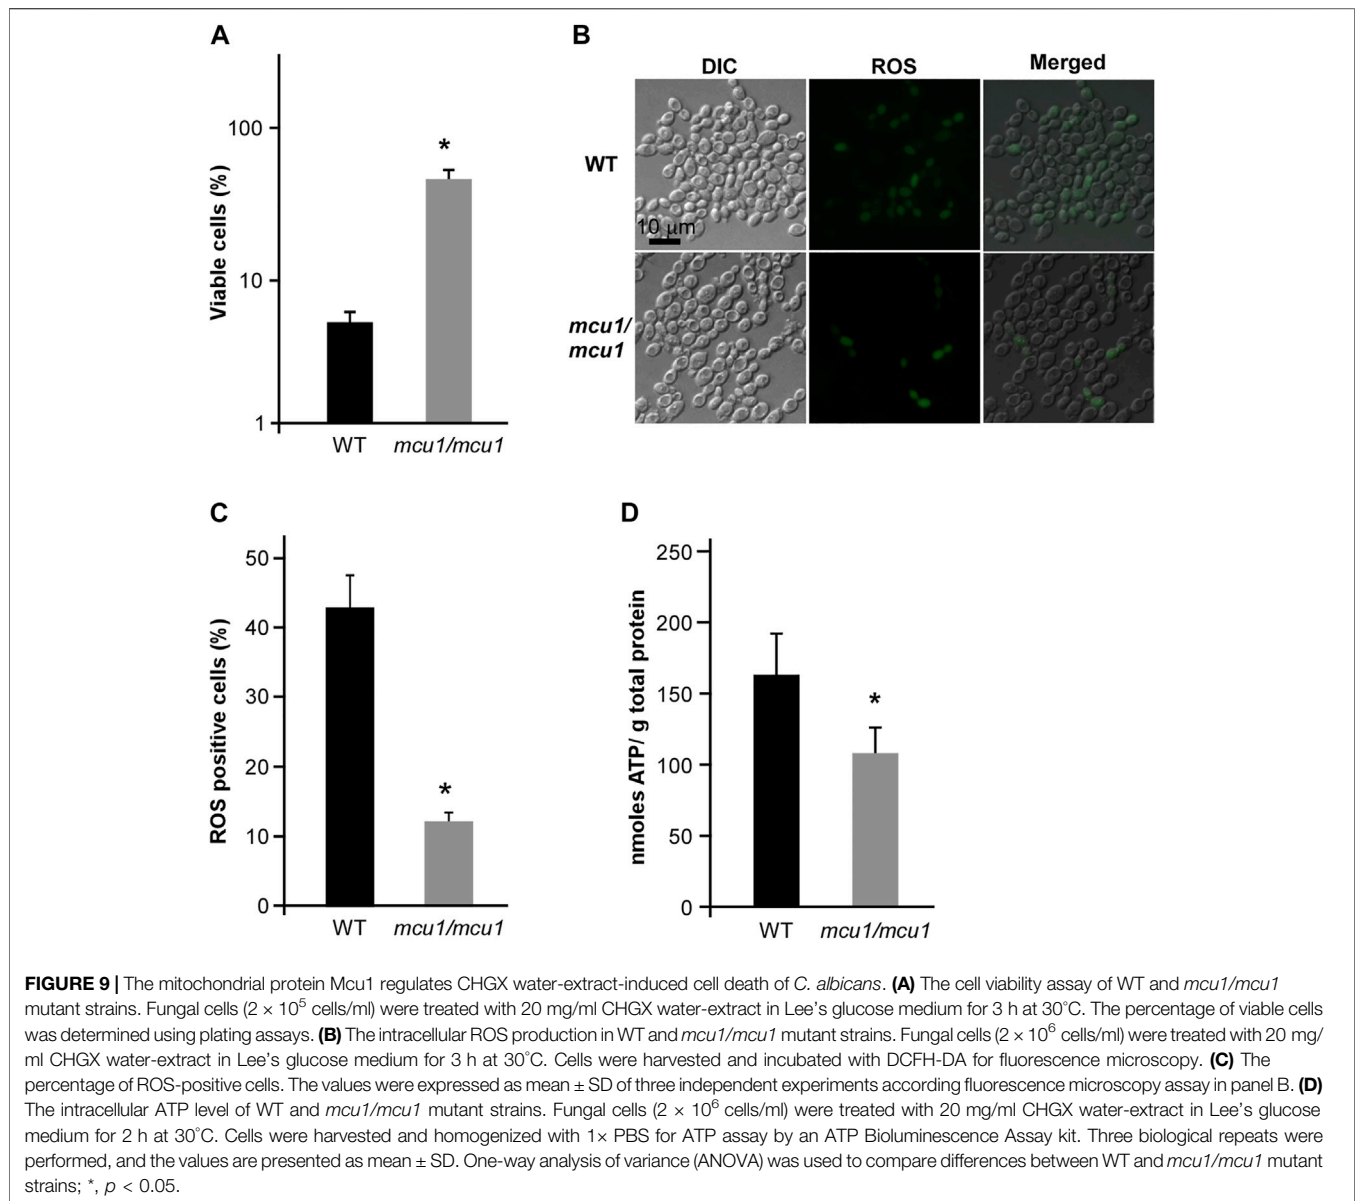 A
Viable cells (%)
100
10
1
*
WT
mcu1/mcu1
B
DIC
ROS
Merged
WT
10 μm
mcu1/
mcu1
C
ROS positive cells (%)
50
40
30
20
10
0
*
WT
mcu1/mcu1
D
nmoles ATP/ g total protein
250
200
150
100
50
0
*
WT
mcu1/mcu1
FIGURE 9 | The mitochondrial protein Mcu1 regulates CHGX water-extract-induced cell death of C. albicans. (A) The cell viability assay of WT and mcu1/mcu1
mutant strains. Fungal cells (2 × 10⁵ cells/ml) were treated with 20 mg/ml CHGX water-extract in Lee's glucose medium for 3 h at 30°C. The percentage of viable cells
was determined using plating assays. (B) The intracellular ROS production in WT and mcu1/mcu1 mutant strains. Fungal cells (2 × 10⁶ cells/ml) were treated with 20 mg/
ml CHGX water-extract in Lee's glucose medium for 3 h at 30°C. Cells were harvested and incubated with DCFH-DA for fluorescence microscopy. (C) The
percentage of ROS-positive cells. The values were expressed as mean ± SD of three independent experiments according fluorescence microscopy assay in panel B. (D)
The intracellular ATP level of WT and mcu1/mcu1 mutant strains. Fungal cells (2 × 10⁶ cells/ml) were treated with 20 mg/ml CHGX water-extract in Lee's glucose
medium for 2 h at 30°C. Cells were harvested and homogenized with 1× PBS for ATP assay by an ATP Bioluminescence Assay kit. Three biological repeats were
performed, and the values are presented as mean ± SD. One-way analysis of variance (ANOVA) was used to compare differences between WT and mcu1/mcu1 mutant
strains; *, p < 0.05.